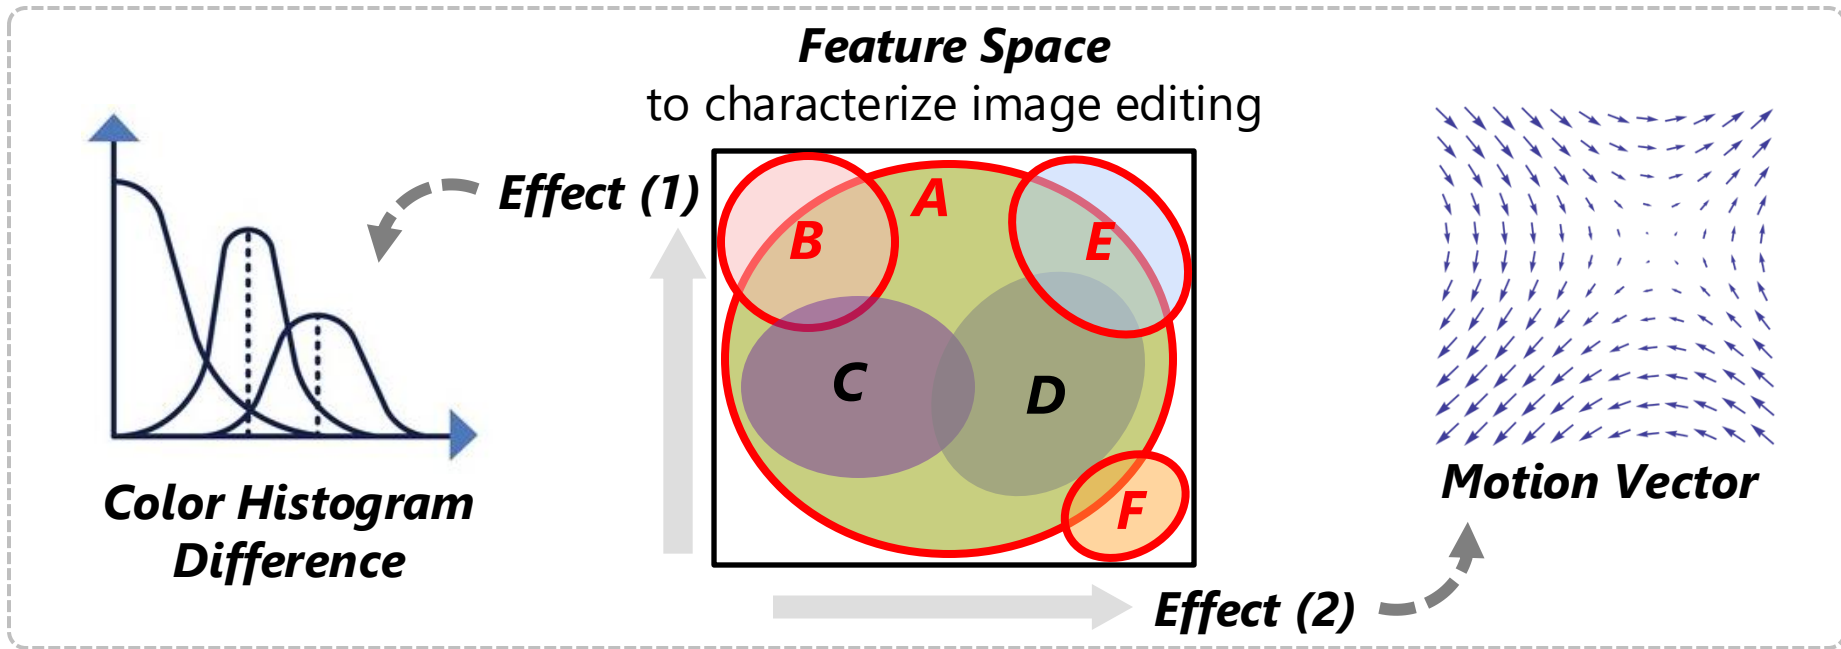 Feature Space
to characterize image editing
Effect (1)
A
B
E
C
D
F
Color Histogram
Difference
Motion Vector
Effect (2)